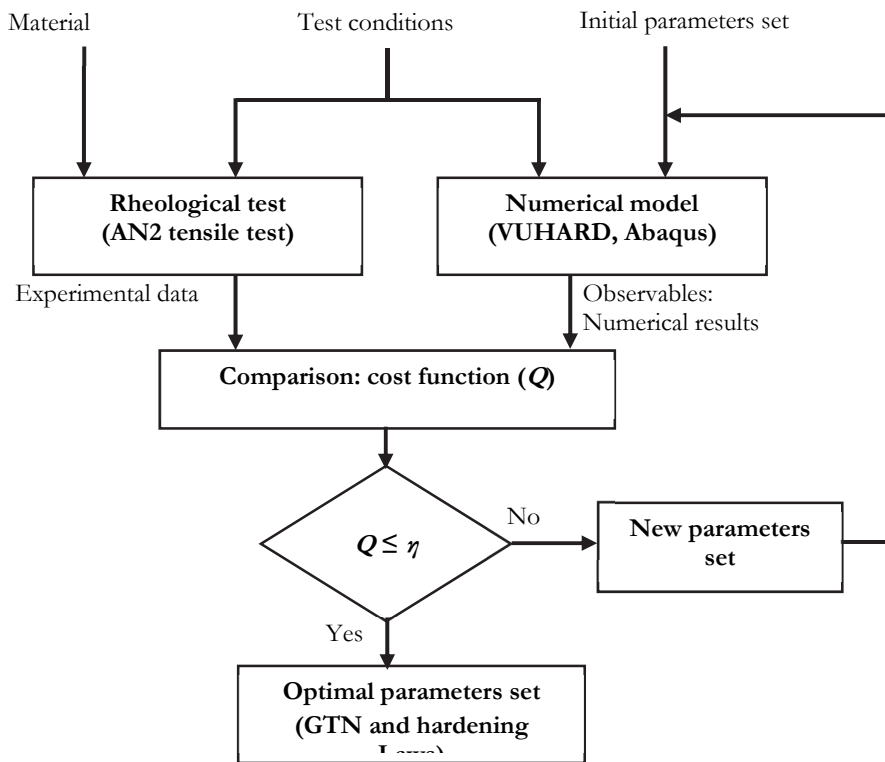 Material
Test conditions
Initial parameters set
Rheological test
(AN2 tensile test)
Numerical model
(VUHARD, Abaqus)
Experimental data
Observables:
Numerical results
Comparison: cost function (Q)
Q ≤ η
No
New parameters
set
Yes
Optimal parameters set
(GTN and hardening
Laws)